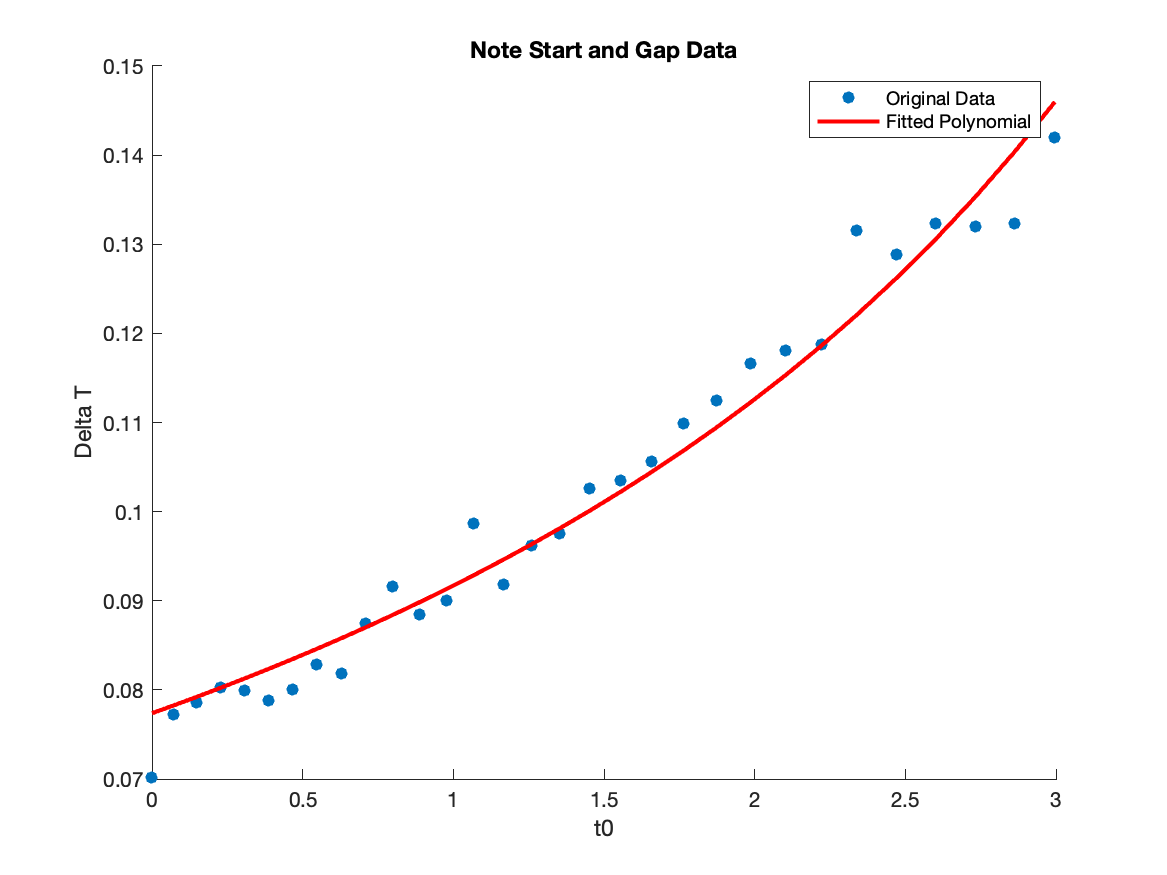 Note Start and Gap Data
0.15
0.14
0.13
0.12
0.11
0.1
0.09
0.08
0.07
Delta T
Original Data
Fitted Polynomial
0 0.5 1 1.5 2 2.5 3
t0